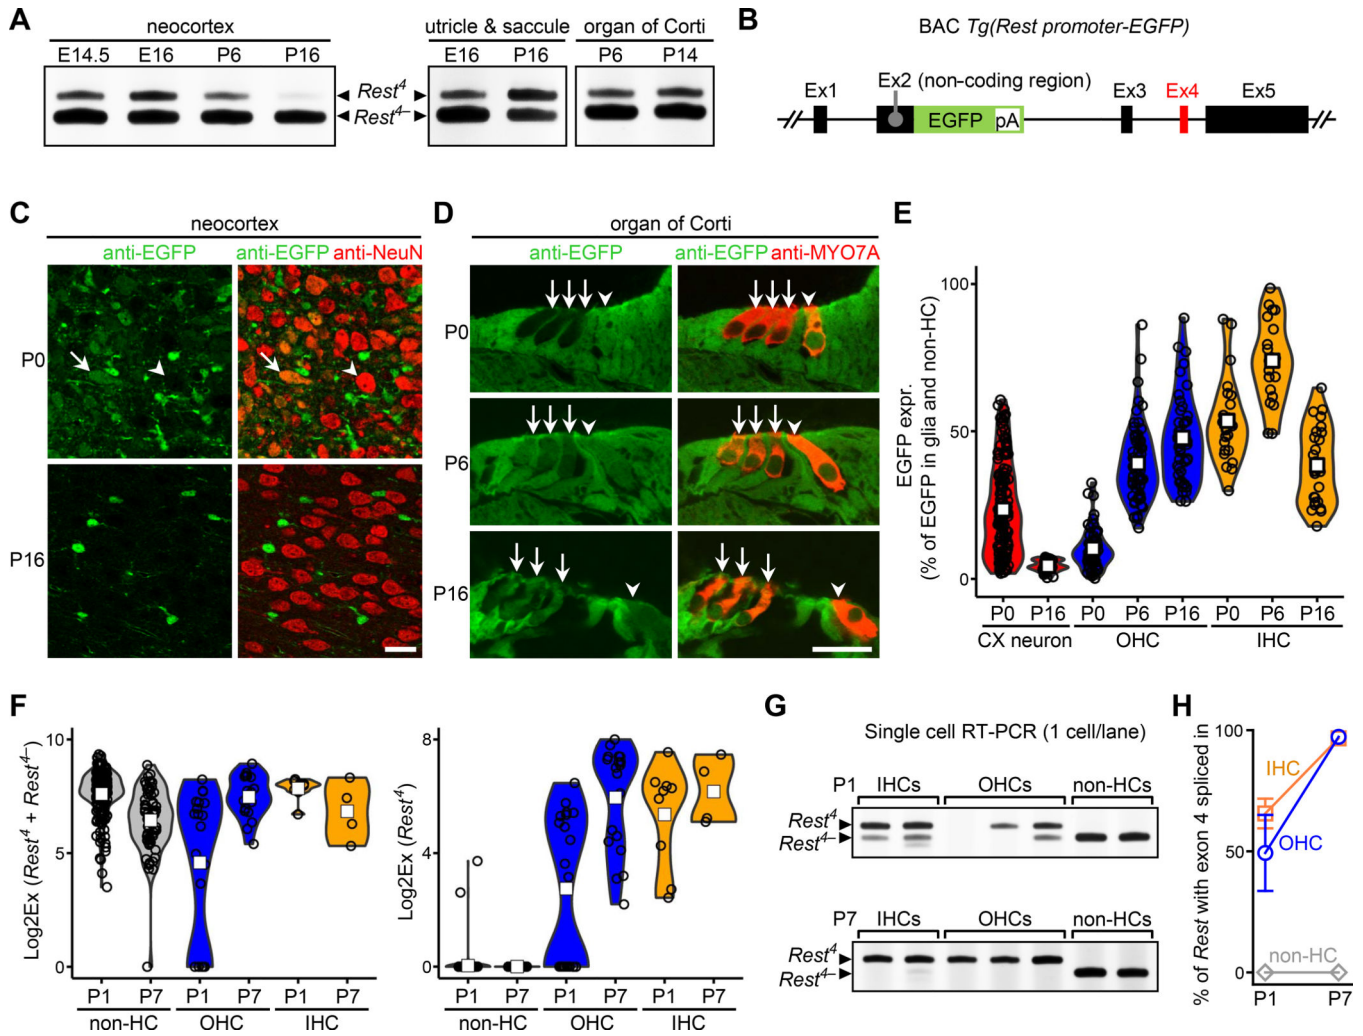 A
neocortex
E14.5 E16 P6 P16
utricle & saccule
E16 P16
organ of Corti
P6 P14
Rest⁴
Rest⁴⁻
B
BAC Tg(Rest promoter-EGFP)
Ex2 (non-coding region)
Ex1 Ex3 Ex4 Ex5
EGFP pA
C
neocortex
anti-EGFP anti-EGFP anti-NeuN
P0
P16
D
organ of Corti
anti-EGFP anti-EGFP anti-MYO7A
P0
P6
P16
E
EGFP expr.
(% of EGFP in glia and non-HC)
100
50
0
P0 P16 P0 P6 P16 P0 P6 P16
CX neuron OHC IHC
F
Log2Ex (Rest⁴ + Rest⁴⁻)
10
5
0
P1 P7 P1 P7 P1 P7
non-HC OHC IHC
Log2Ex (Rest⁴)
8
4
0
P1 P7 P1 P7 P1 P7
non-HC OHC IHC
G
Single cell RT-PCR (1 cell/lane)
P1 IHCs OHCs non-HCs
Rest⁴
Rest⁴⁻
P7 IHCs OHCs non-HCs
Rest⁴
Rest⁴⁻
H
% of Rest with exon 4 spliced in
100
50
0
IHC
OHC
non-HC
P1 P7